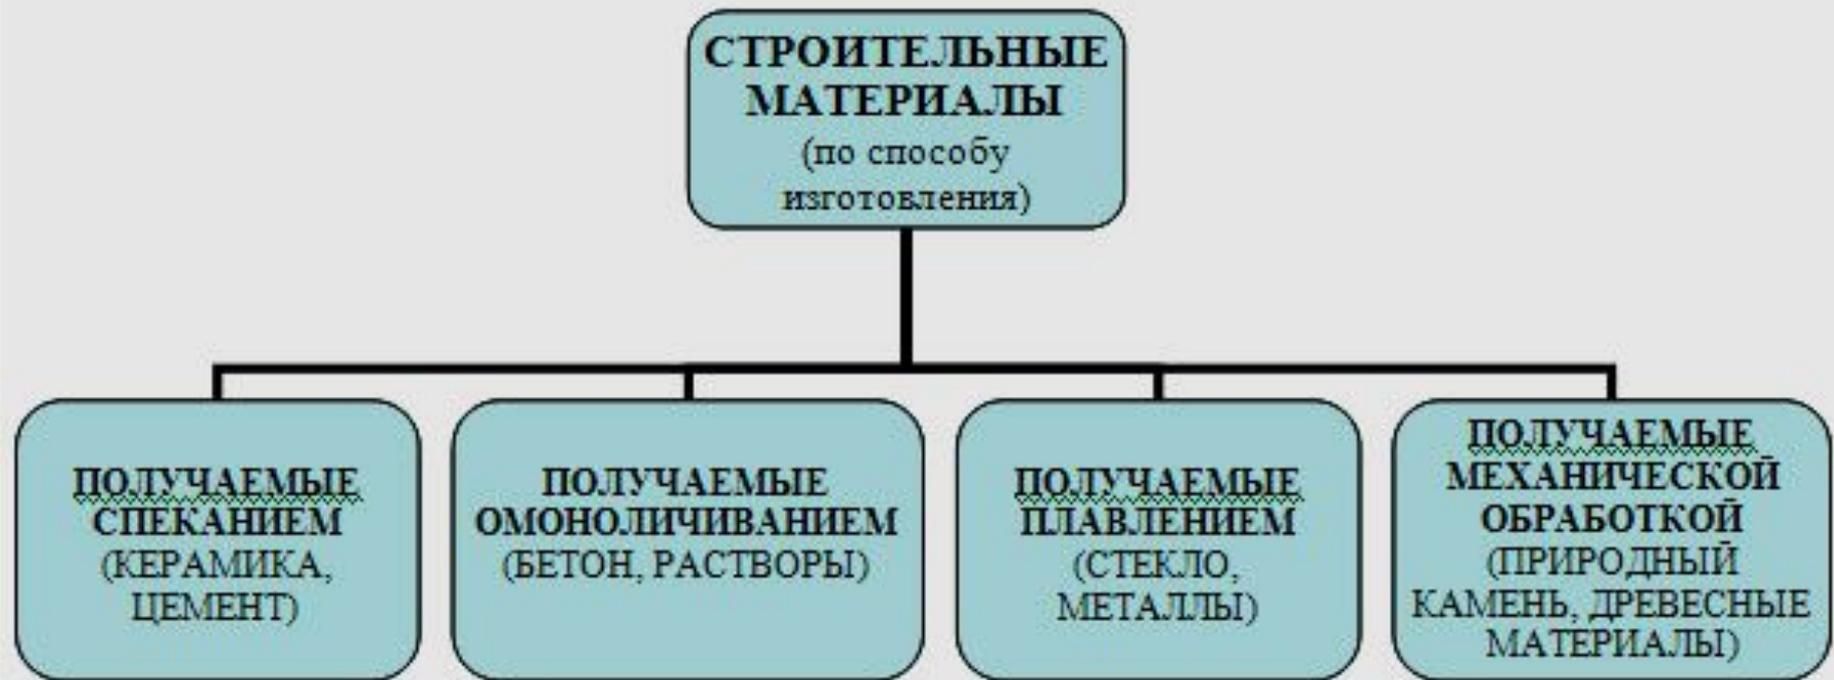 СТРОИТЕЛЬНЫЕ
МАТЕРИАЛЫ
(по способу
изготовления)
ПОЛУЧАЕМЫЕ
СПЕКАНИЕМ
(КЕРАМИКА,
ЦЕМЕНТ)
ПОЛУЧАЕМЫЕ
ОМОНОЛИЧИВАНИЕМ
(БЕТОН, РАСТВОРЫ)
ПОЛУЧАЕМЫЕ
ПЛАВЛЕНИЕМ
(СТЕКЛО,
МЕТАЛЛЫ)
ПОЛУЧАЕМЫЕ
МЕХАНИЧЕСКОЙ
ОБРАБОТКОЙ
(ПРИРОДНЫЙ
КАМЕНЬ, ДРЕВЕСНЫЕ
МАТЕРИАЛЫ)